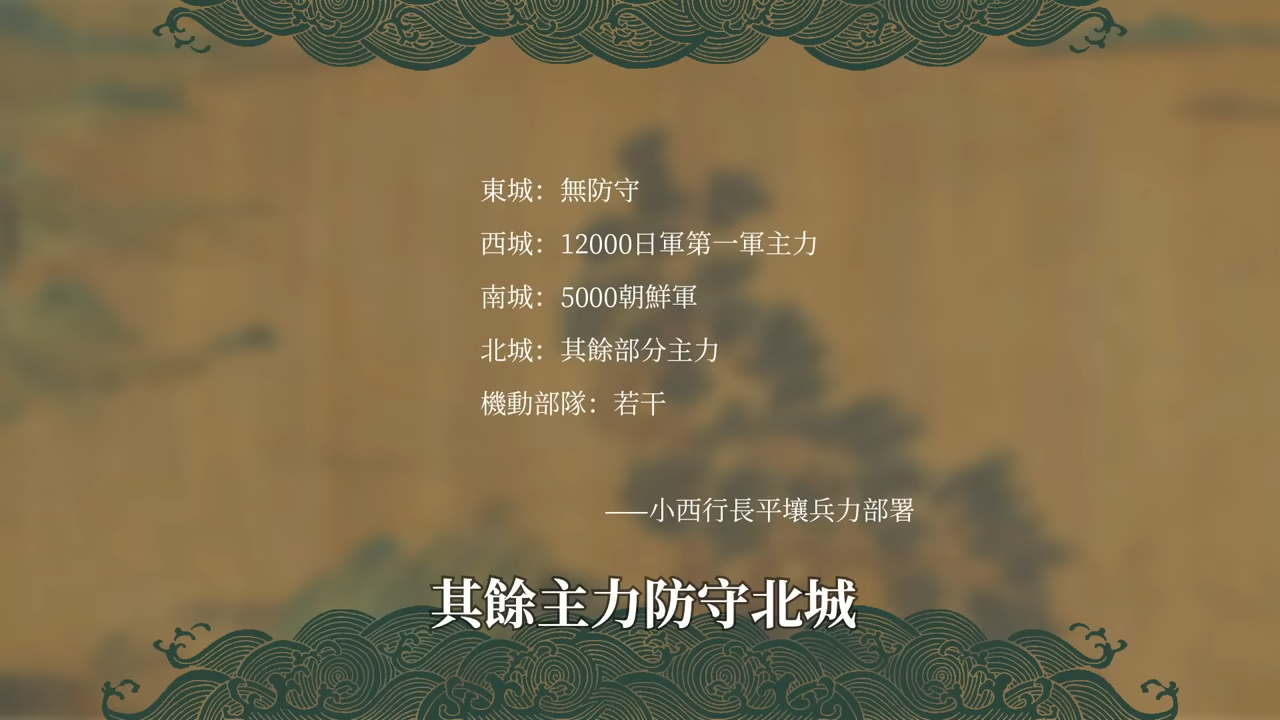 東城：無防守
西城：12000日軍第一軍主力
南城：5000朝鮮軍
北城：其餘部分主力
機動部隊：若干
——小西行長平壤兵力部署
其餘主力防守北城